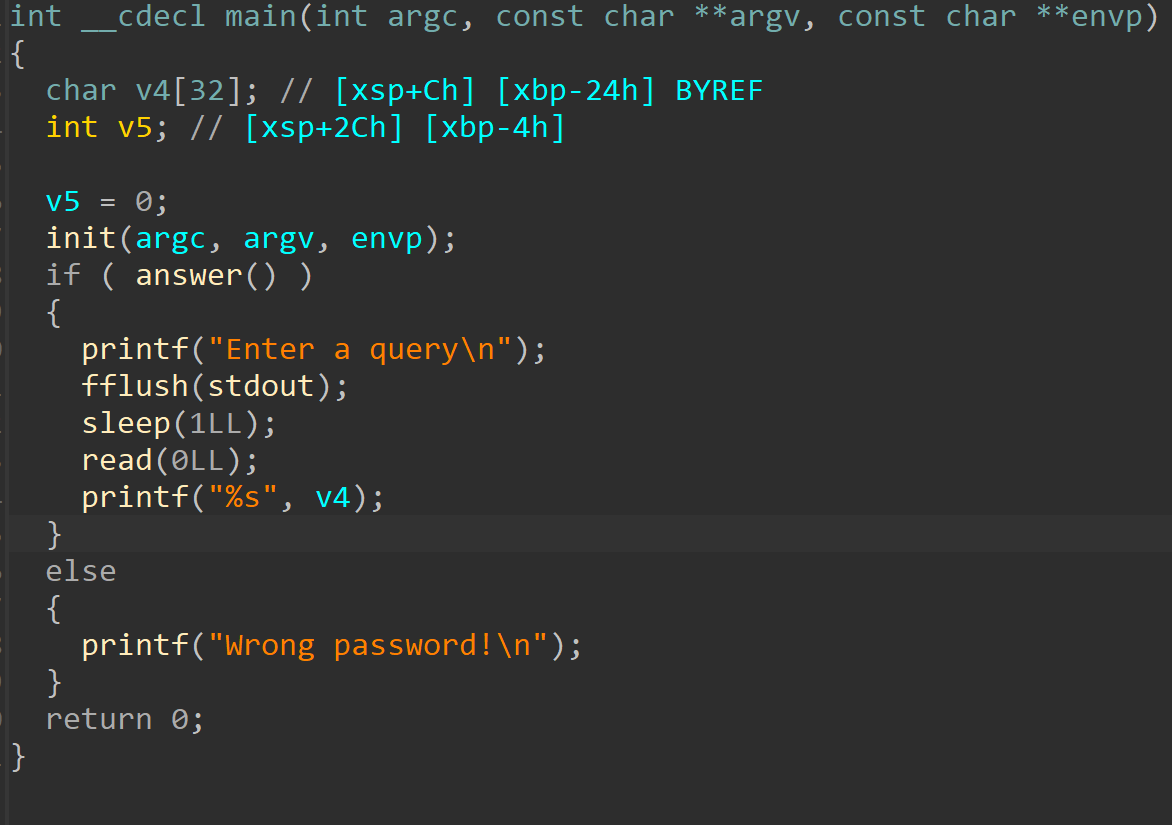 int __cdecl main(int argc, const char **argv, const char **envp)
{
  char v4[32]; // [xsp+Ch] [xbp-24h] BYREF
  int v5; // [xsp+2Ch] [xbp-4h]

  v5 = 0;
  init(argc, argv, envp);
  if ( answer() )
  {
    printf("Enter a query\n");
    fflush(stdout);
    sleep(1LL);
    read(0LL);
    printf("%s", v4);
  }
  else
  {
    printf("Wrong password!\n");
  }
  return 0;
}